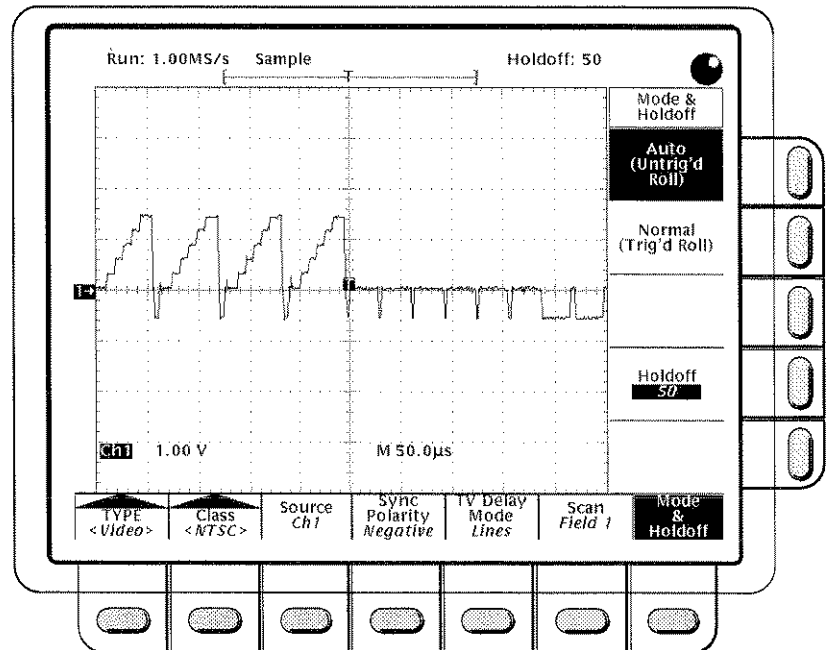 Run: 1.00MS/s Sample Holdoff: 50
T
Mode &
Holdoff
Auto
(Untrig'd
Roll)
Normal
(Trig'd Roll)
T
1
Holdoff
50
Ch1 1.00 V M 50.0µs
TYPE
<Video>
Class
<NTSC>
Source
Ch1
Sync
Polarity
Negative
TV Delay
Mode
Lines
Scan
Field 1
Mode
&
Holdoff